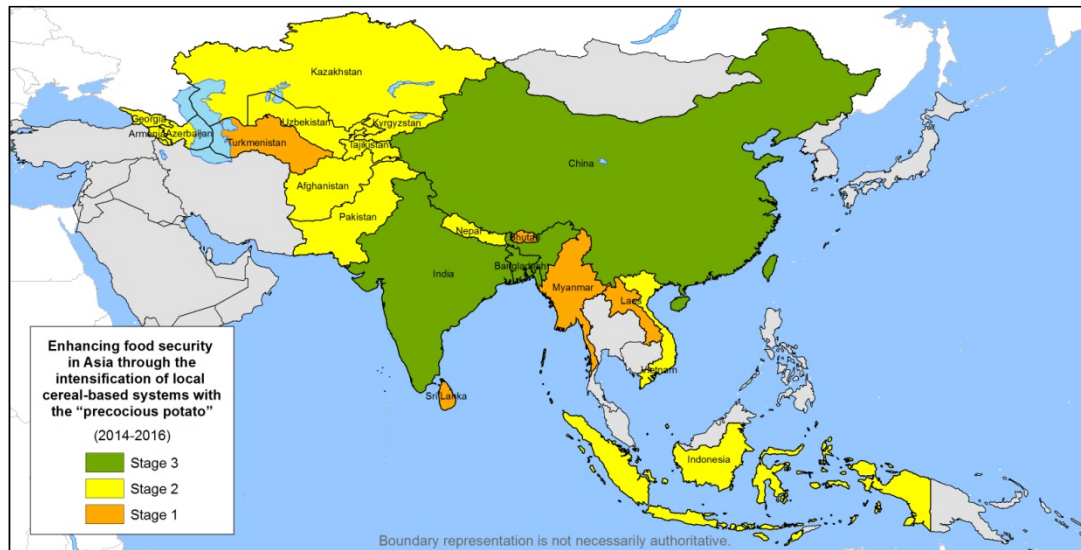 Kazakhstan
Georgia
Armenia
Azerbaijan
Uzbekistan
Kyrgyzstan
Turkmenistan
Tajikistan
China
Afghanistan
Pakistan
Nepal
Bhutan
India
Bangladesh
Myanmar
Laos
Vietnam
Sri Lanka
Indonesia
Enhancing food security
in Asia through the
intensification of local
cereal-based systems with
the “precocious potato”
(2014-2016)
Stage 3
Stage 2
Stage 1
Boundary representation is not necessarily authoritative.